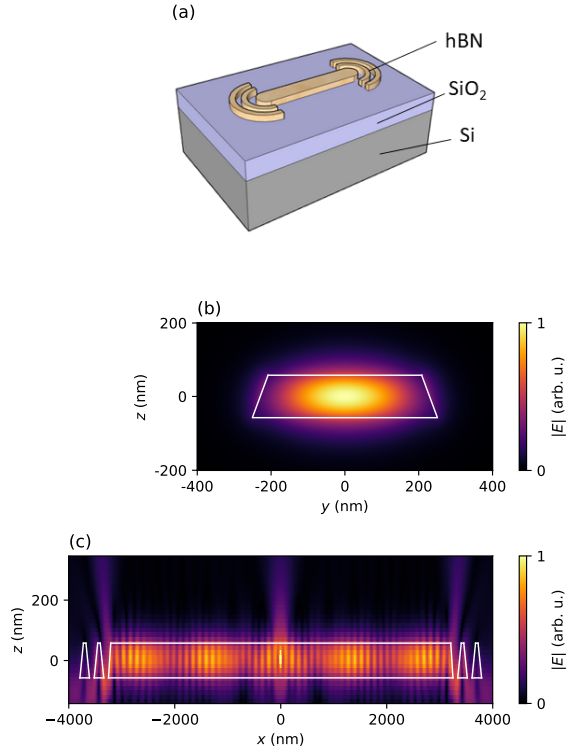 (a)
hBN
SiO₂
Si
(b)
200
0
-200
z (nm)
-400
-200
0
200
400
y (nm)
1
0
|E| (arb. u.)
(c)
200
0
z (nm)
−4000
−2000
0
2000
4000
x (nm)
1
0
|E| (arb. u.)